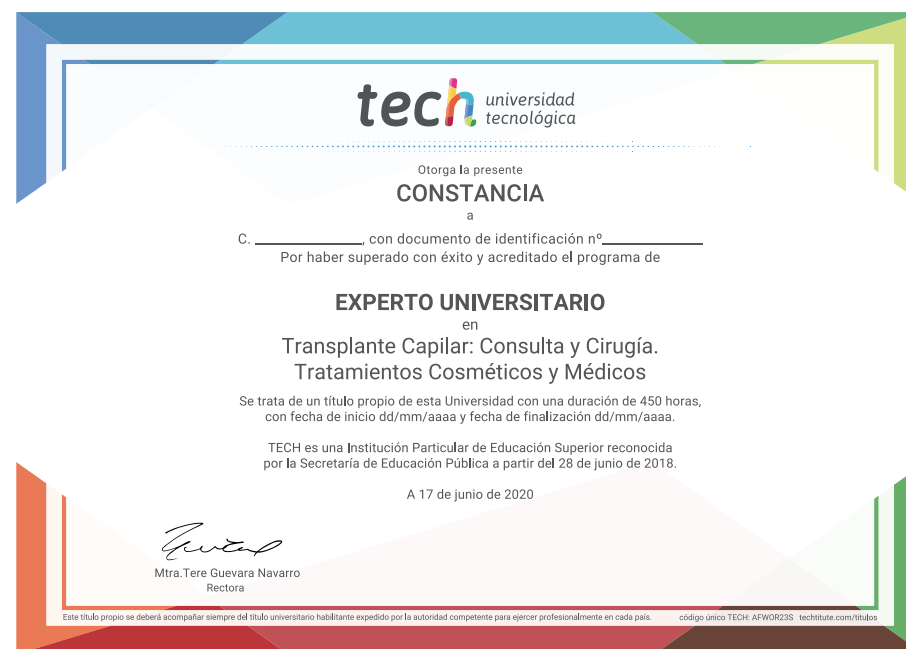 tech universidad
tecnológica
Otorga la presente
CONSTANCIA
a
C. ____________, con documento de identificación nº____________
Por haber superado con éxito y acreditado el programa de
EXPERTO UNIVERSITARIO
en
Transplante Capilar: Consulta y Cirugía.
Tratamientos Cosméticos y Médicos
Se trata de un título propio de esta Universidad con una duración de 450 horas,
con fecha de inicio dd/mm/aaaa y fecha de finalización dd/mm/aaaa.
TECH es una Institución Particular de Educación Superior reconocida
por la Secretaría de Educación Pública a partir del 28 de junio de 2018.
A 17 de junio de 2020
Mtra.Tere Guevara Navarro
Rectora
Este título propio se deberá acompañar siempre del título universitario habilitante expedido por la autoridad competente para ejercer profesionalmente en cada país. código único TECH: AFWOR23S techtitute.com/titulos